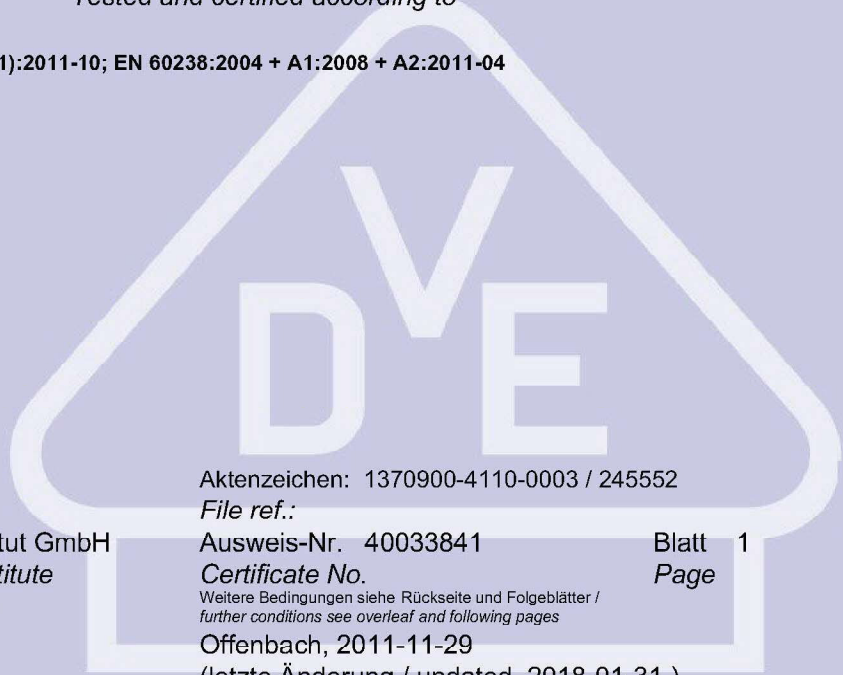 Tested and certified according to
1):2011-10; EN 60238:2004 + A1:2008 + A2:2011-04
V
D E
Aktenzeichen: 1370900-4110-0003 / 245552
File ref.:
tut GmbH Ausweis-Nr. 40033841 Blatt 1
titute Certificate No. Page
Weitere Bedingungen siehe Rückseite und Folgeblätter /
further conditions see overleaf and following pages
Offenbach, 2011-11-29
(letzte Änderung / updated 2018-01-31 )